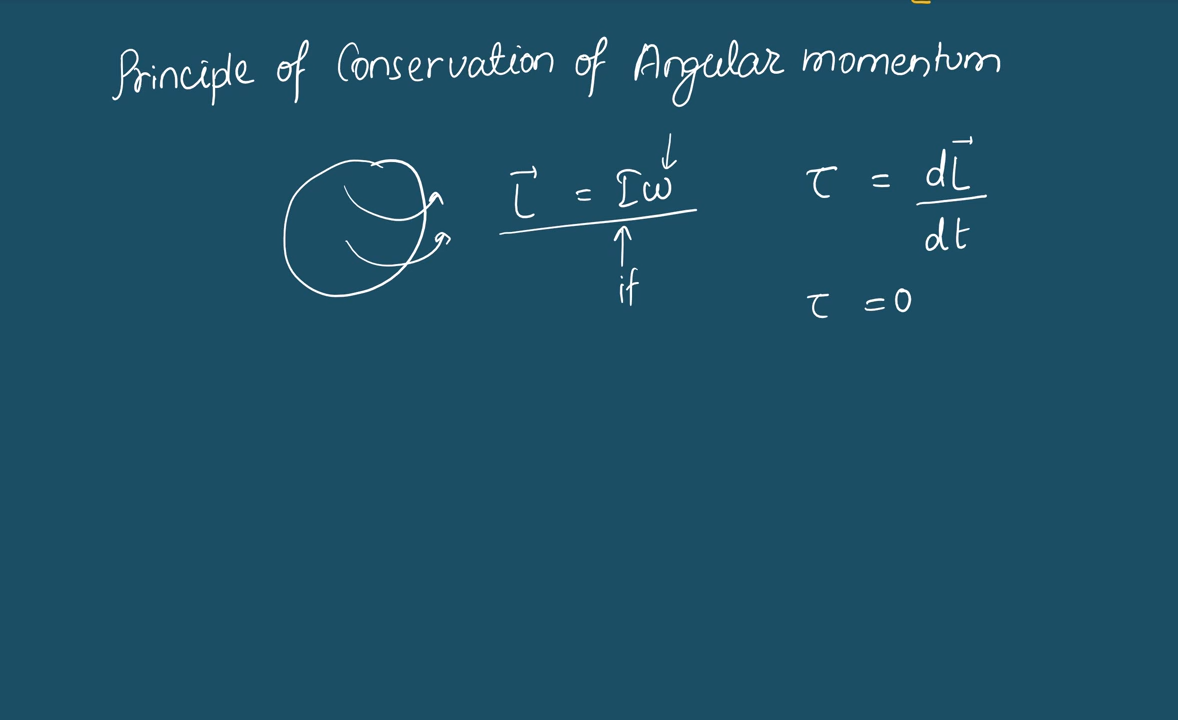 Principle of Conservation of Angular momentum
L⃗ = Iω
if
τ = dL⃗/dt
τ = 0